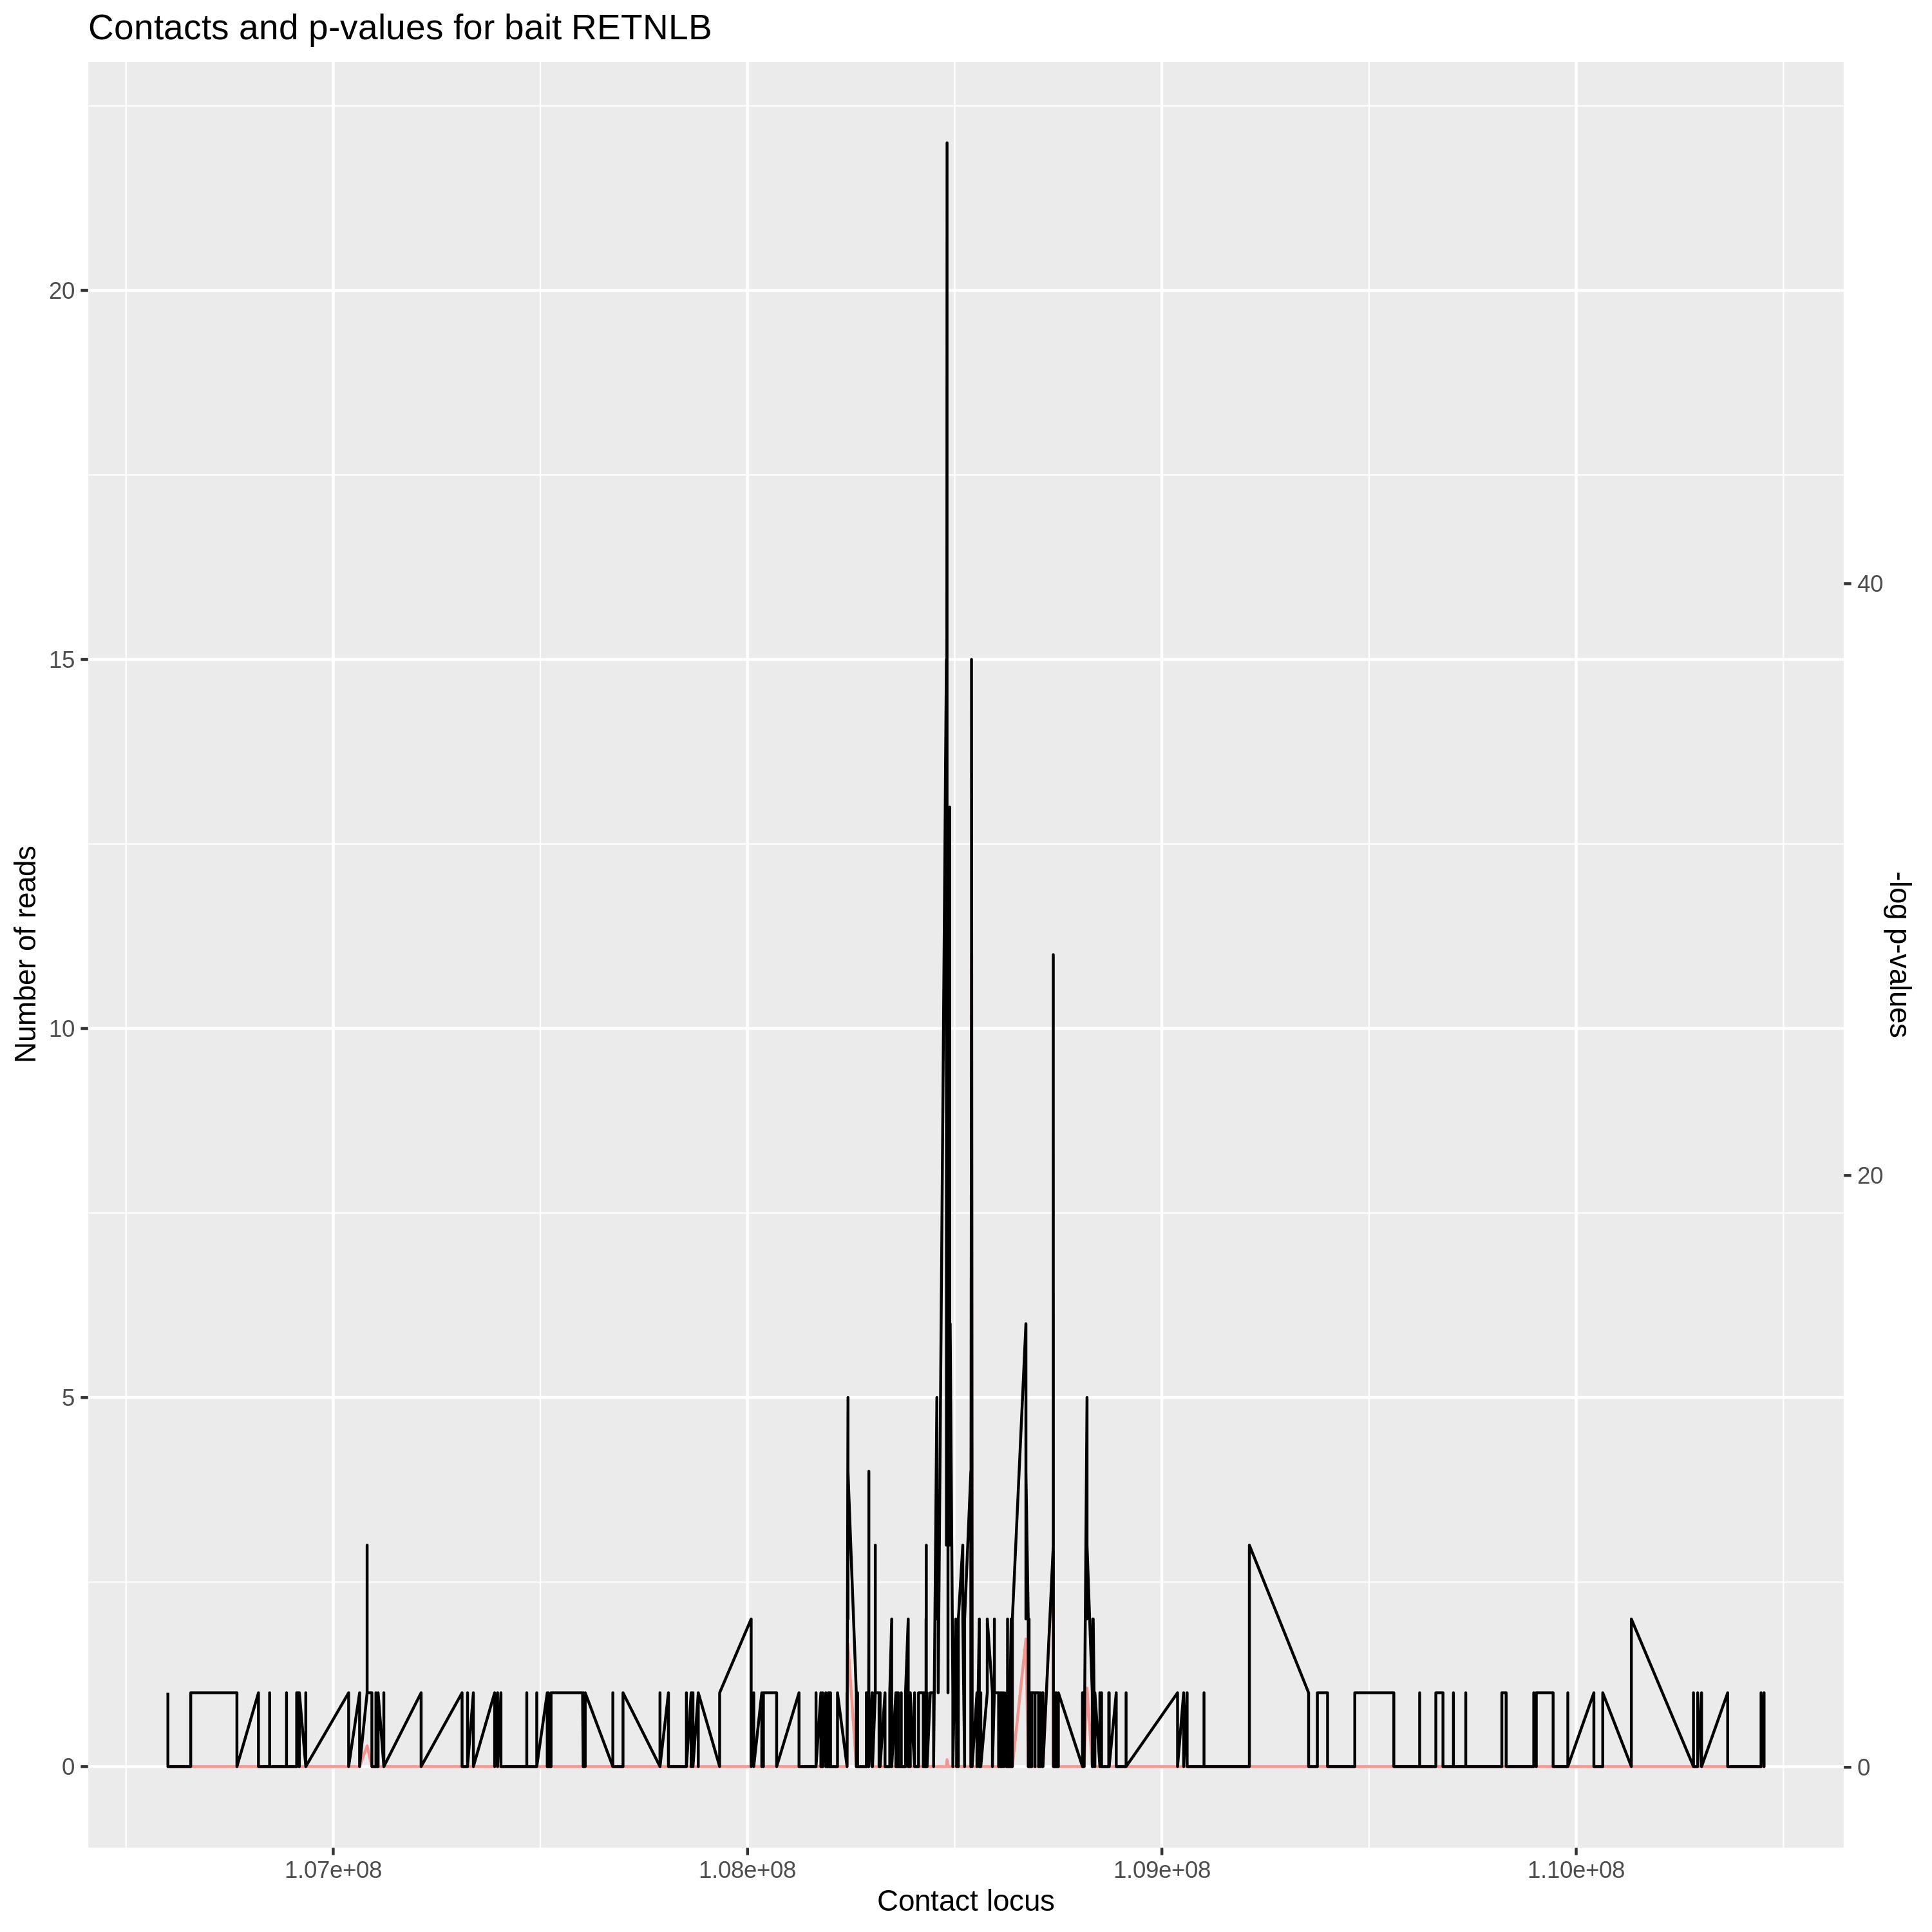 Contacts and p-values for bait RETNLB
20
15
10
5
0
Number of reads
40
20
0
-log p-values
1.07e+08 1.08e+08 1.09e+08 1.10e+08
Contact locus